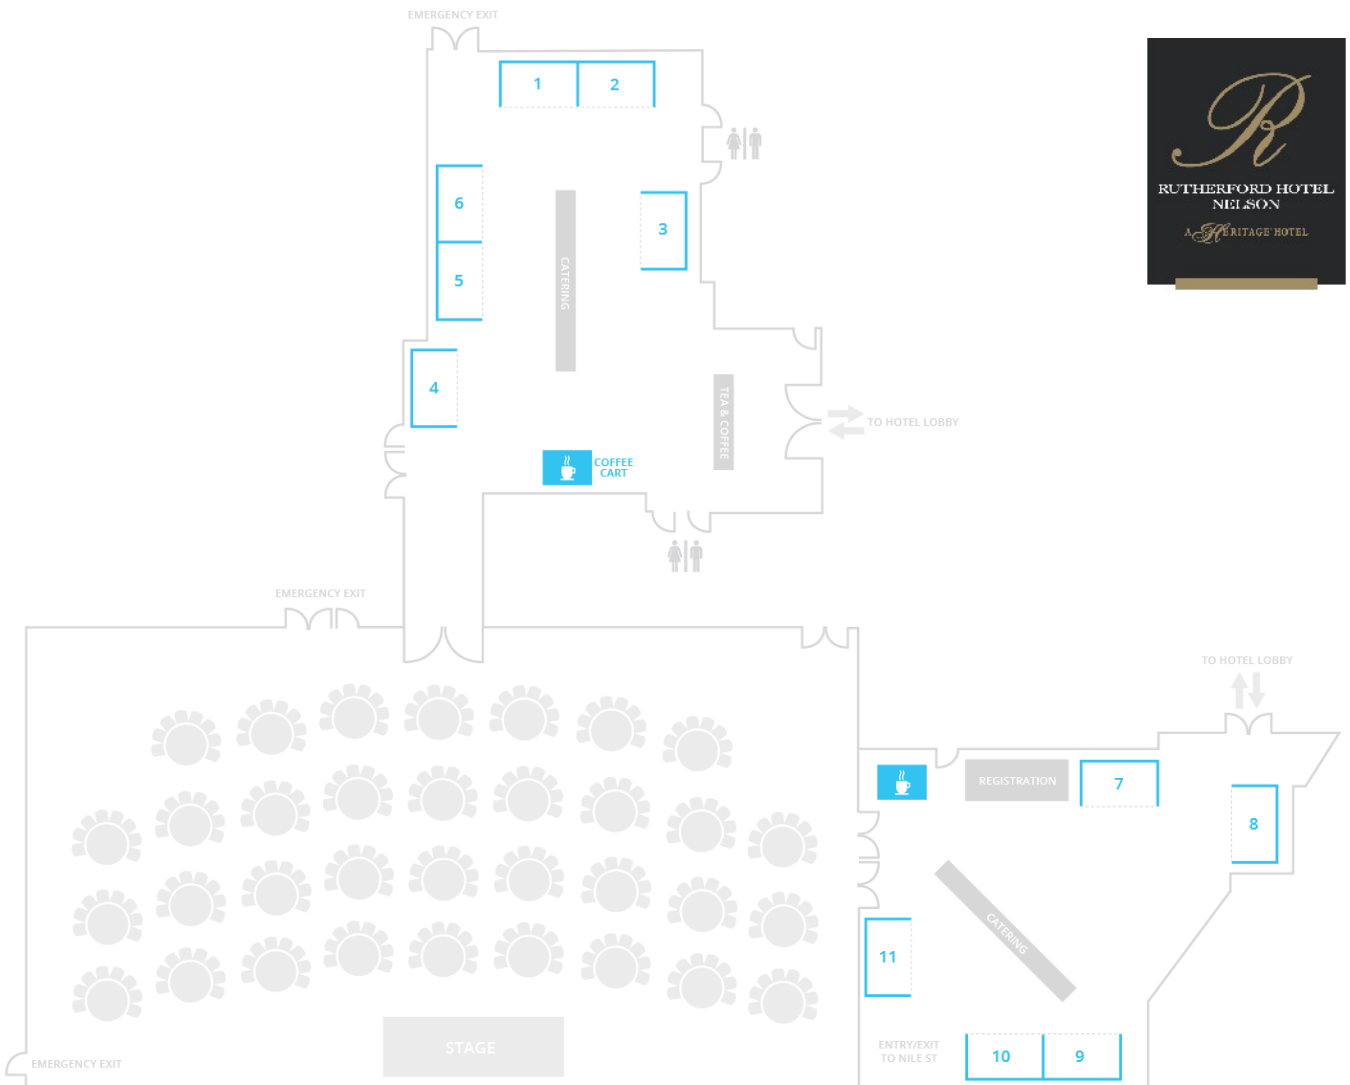 EMERGENCY EXIT
1
2
RUTHERFORD HOTEL
NELSON
A HERITAGE HOTEL
6
3
5
CATERING
4
TEA & COFFEE
TO HOTEL LOBBY
COFFEE
CART
EMERGENCY EXIT
TO HOTEL LOBBY
REGISTRATION
7
8
CATERING
11
STAGE
ENTRY/EXIT
TO NILE ST
10
9
EMERGENCY EXIT